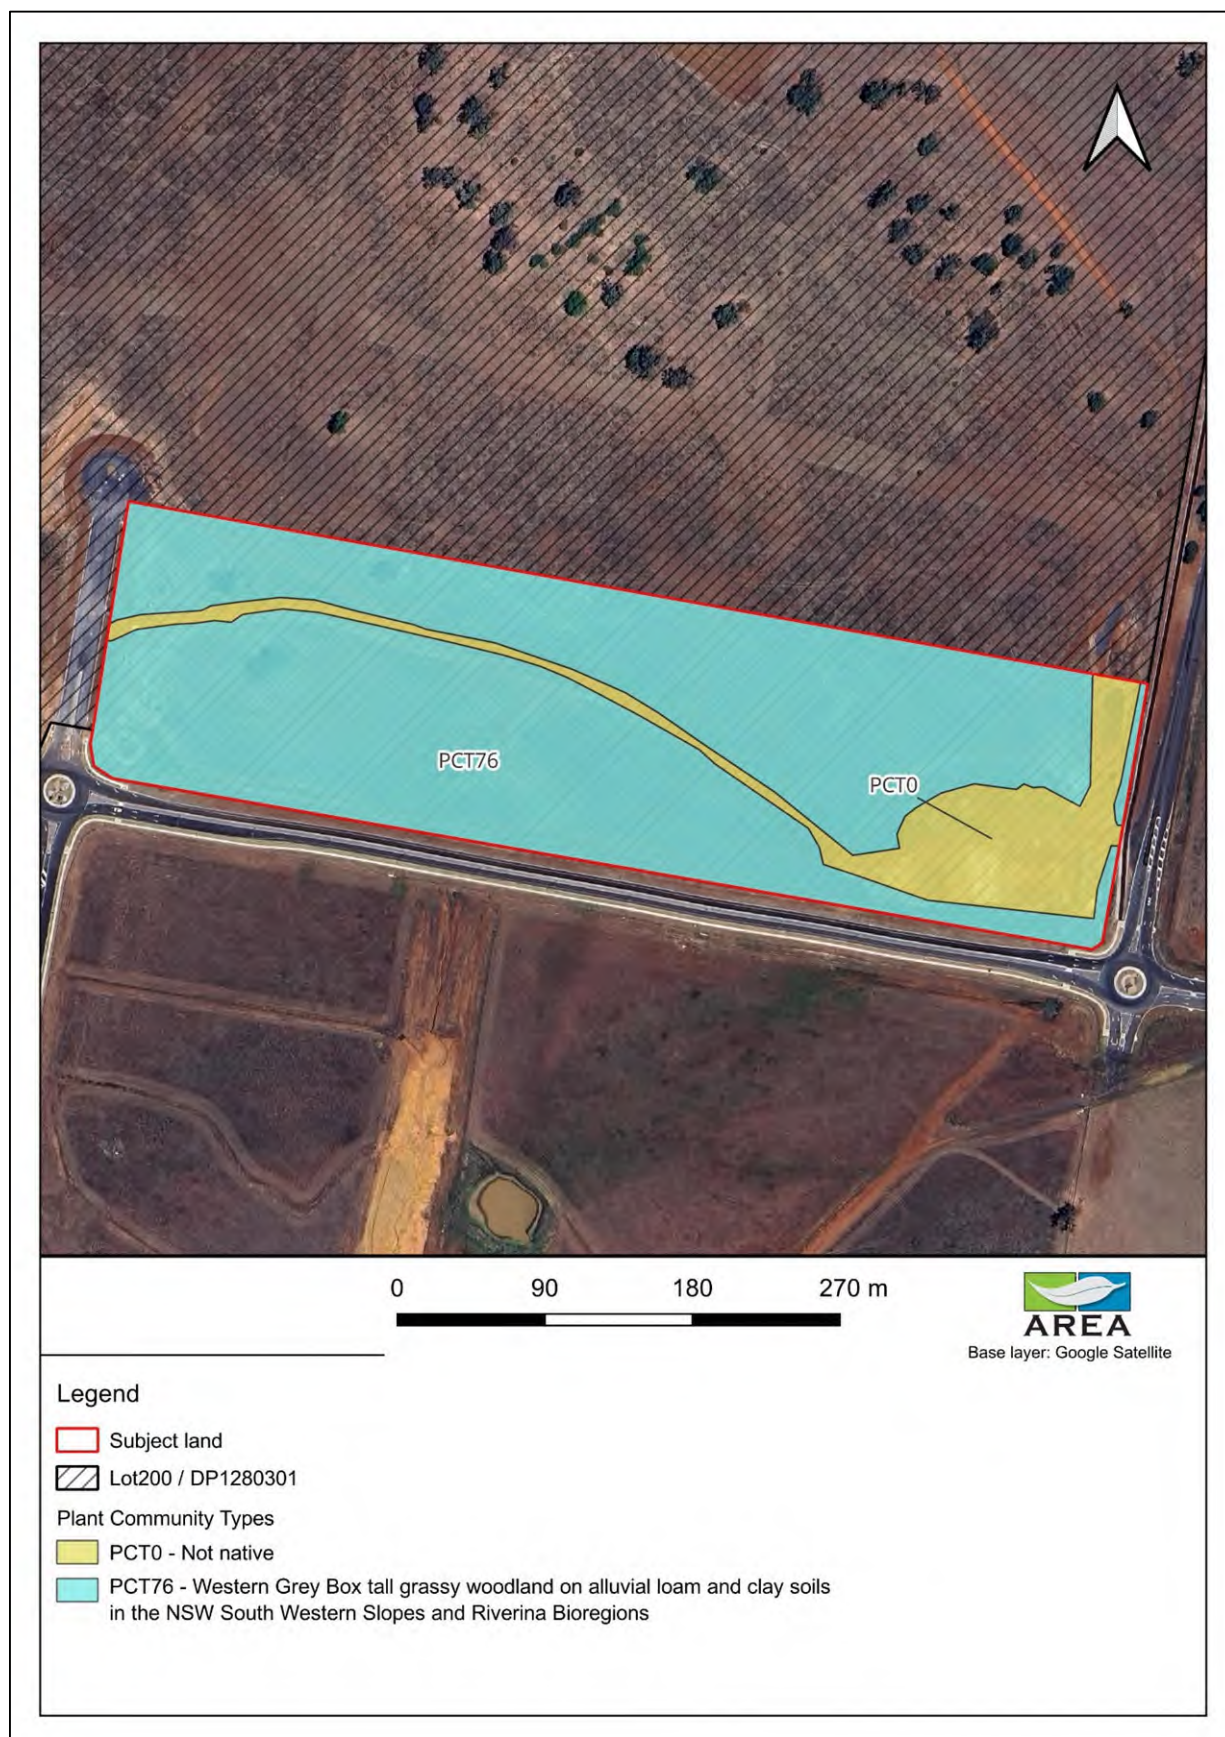 PCT76
PCT0
0 90 180 270 m
AREA
Base layer: Google Satellite
Legend
Subject land
Lot200 / DP1280301
Plant Community Types
PCT0 - Not native
PCT76 - Western Grey Box tall grassy woodland on alluvial loam and clay soils
in the NSW South Western Slopes and Riverina Bioregions